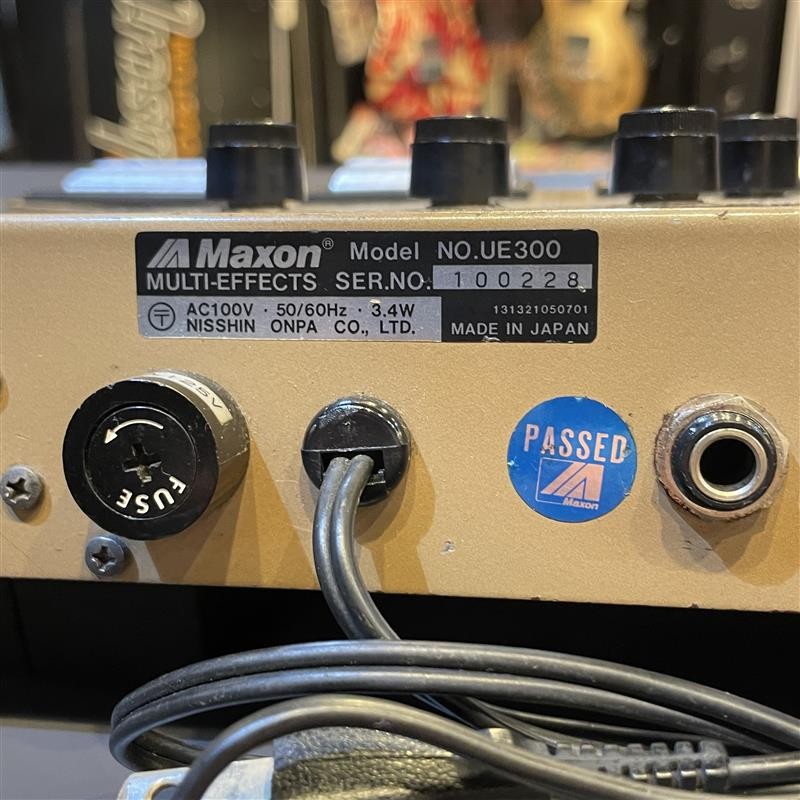 Maxon® Model NO.UE300
MULTI-EFFECTS SER.NO. 100228
〒 AC100V · 50/60Hz · 3.4W
131321050701
NISSHIN ONPA CO., LTD.
MADE IN JAPAN
125V
FUSE
PASSED
Maxon